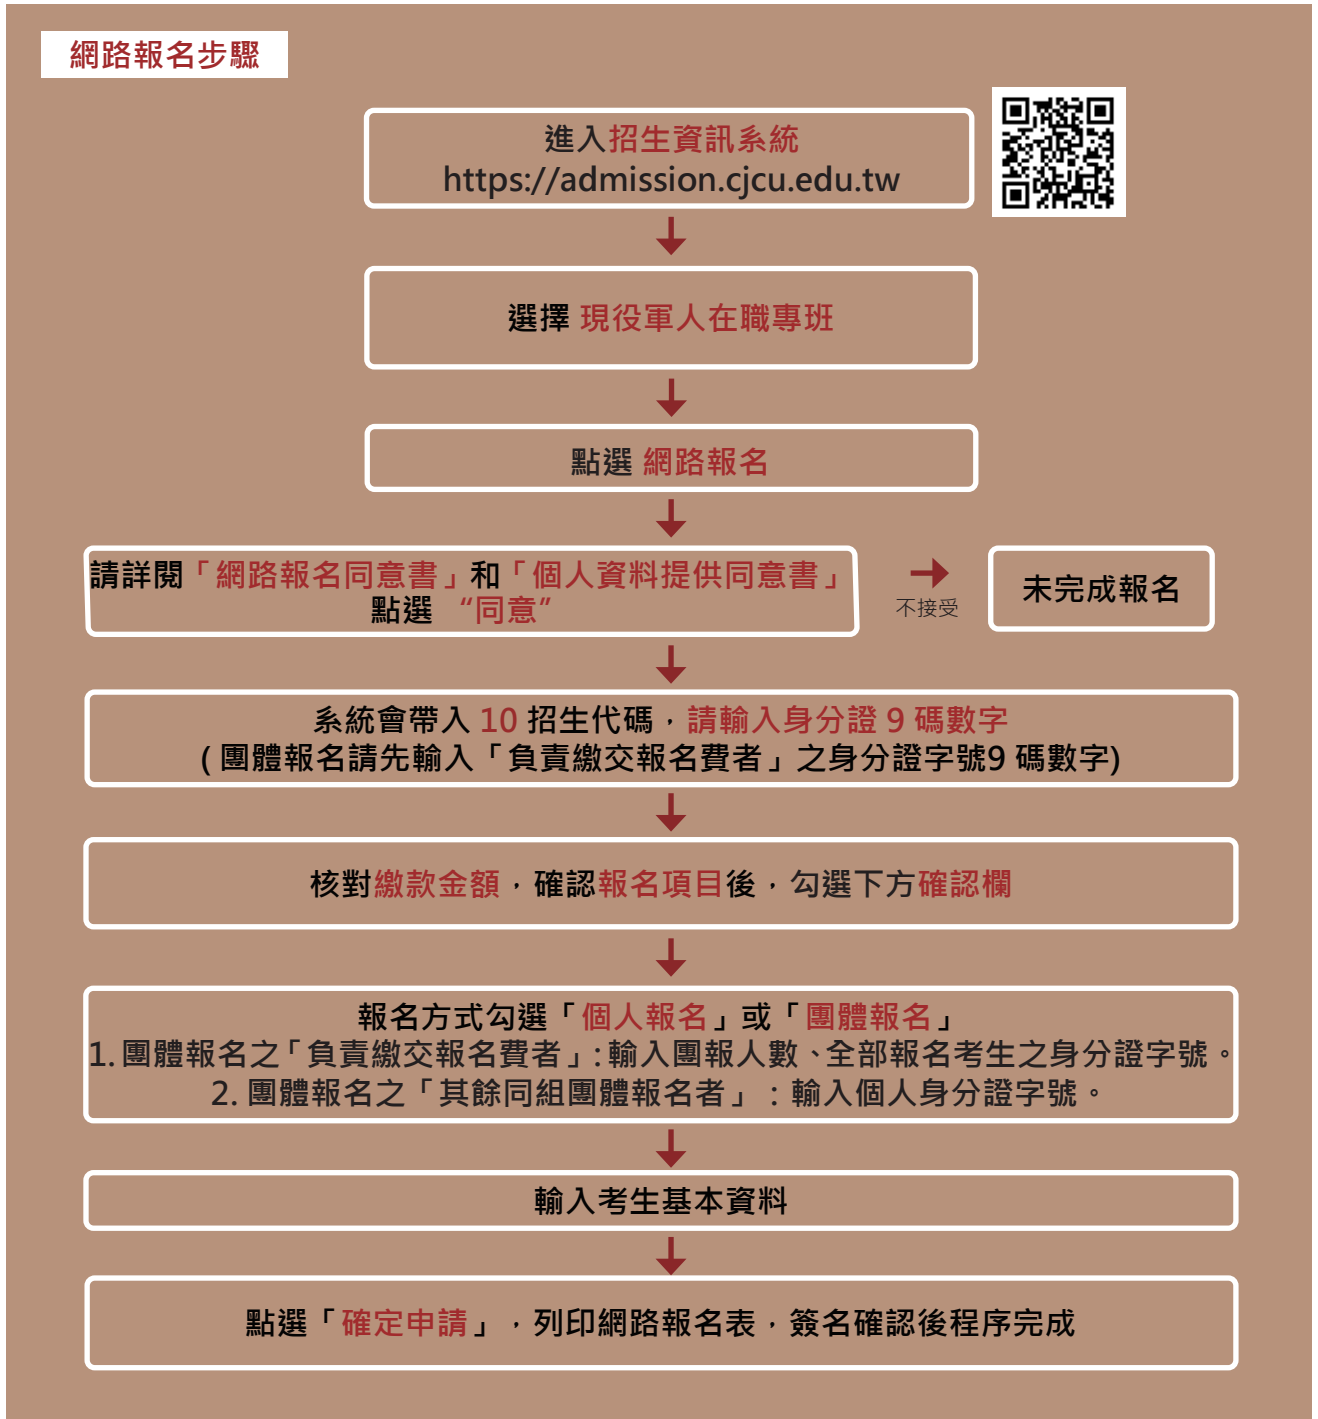 網路報名步驟
進入招生資訊系統
https://admission.cjcu.edu.tw
選擇 現役軍人在職專班
點選 網路報名
請詳閱「網路報名同意書」和「個人資料提供同意書」
點選 “同意”
不接受
未完成報名
系統會帶入 10 招生代碼，請輸入身分證 9 碼數字
( 團體報名請先輸入「負責繳交報名費者」之身分證字號9 碼數字)
核對繳款金額，確認報名項目後，勾選下方確認欄
報名方式勾選「個人報名」或「團體報名」
1. 團體報名之「負責繳交報名費者」：輸入團報人數、全部報名考生之身分證字號。
2. 團體報名之「其餘同組團體報名者」：輸入個人身分證字號。
輸入考生基本資料
點選「確定申請」，列印網路報名表，簽名確認後程序完成